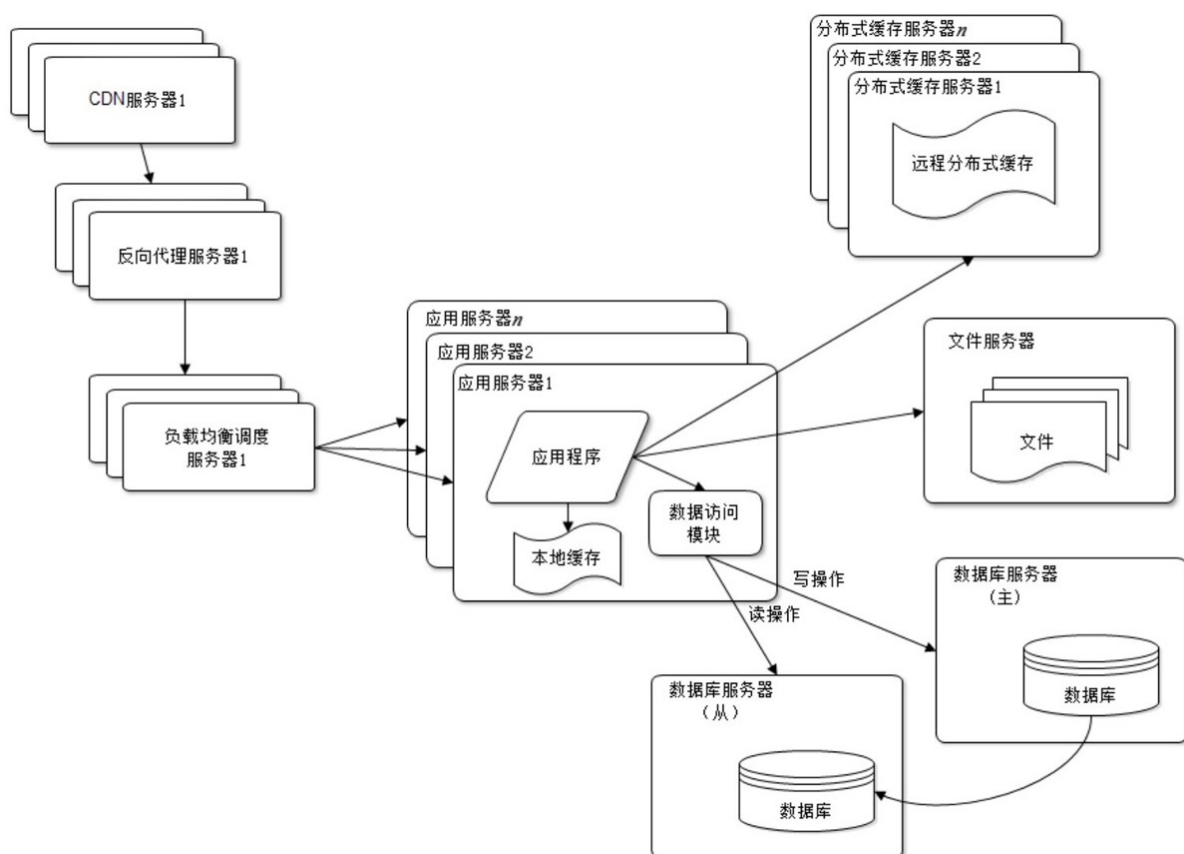 CDN服务器1
反向代理服务器1
负载均衡调度
服务器1
应用服务器n
应用服务器2
应用服务器1
应用程序
本地缓存
数据访问
模块
分布式缓存服务器n
分布式缓存服务器2
分布式缓存服务器1
远程分布式缓存
文件服务器
文件
写操作
读操作
数据库服务器
(主)
数据库
数据库服务器
(从)
数据库